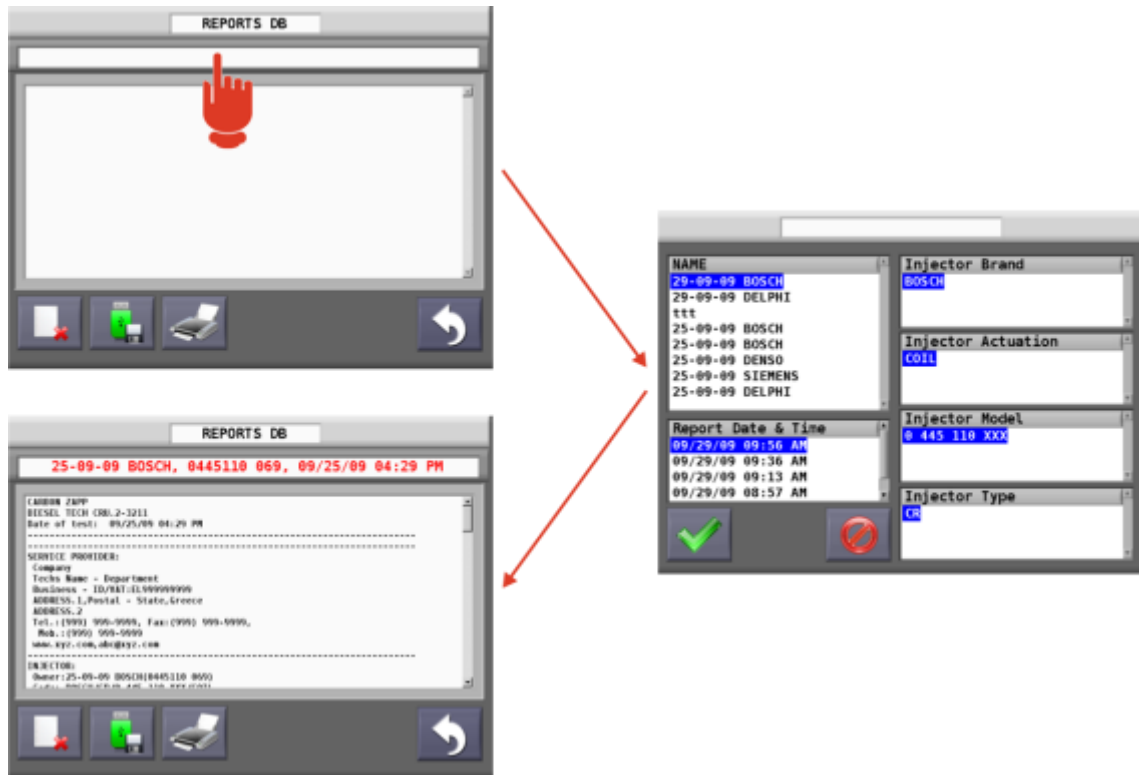 REPORTS DB
NAME
29-09-09 BOSCH
29-09-09 DELPHI
ttt
25-09-09 BOSCH
25-09-09 BOSCH
25-09-09 DENSO
25-09-09 SIEMENS
25-09-09 DELPHI
Report Date & Time
09/29/09 09:56 AM
09/29/09 09:36 AM
09/29/09 09:13 AM
09/29/09 08:57 AM
Injector Brand
BOSCH
Injector Actuation
COIL
Injector Model
0 445 110 XXX
Injector Type
CR
REPORTS DB
25-09-09 BOSCH, 0445110 069, 09/25/09 04:29 PM
CARBON ZAPP
DIESEL TECH CRU.2-3211
Date of test: 09/25/09 04:29 PM
SERVICE PROVIDER:
Company
Techs Name - Department
Business - ID/VAT:EL999999999
ADDRESS.1,Postal - State,Greece
ADDRESS.2
Tel.:(999) 999-9999, Fax:(999) 999-9999,
Mob.:(999) 999-9999
www.xyz.com,abc@xyz.com
INJECTOR:
Owner:25-09-09 BOSCH(0445110 069)